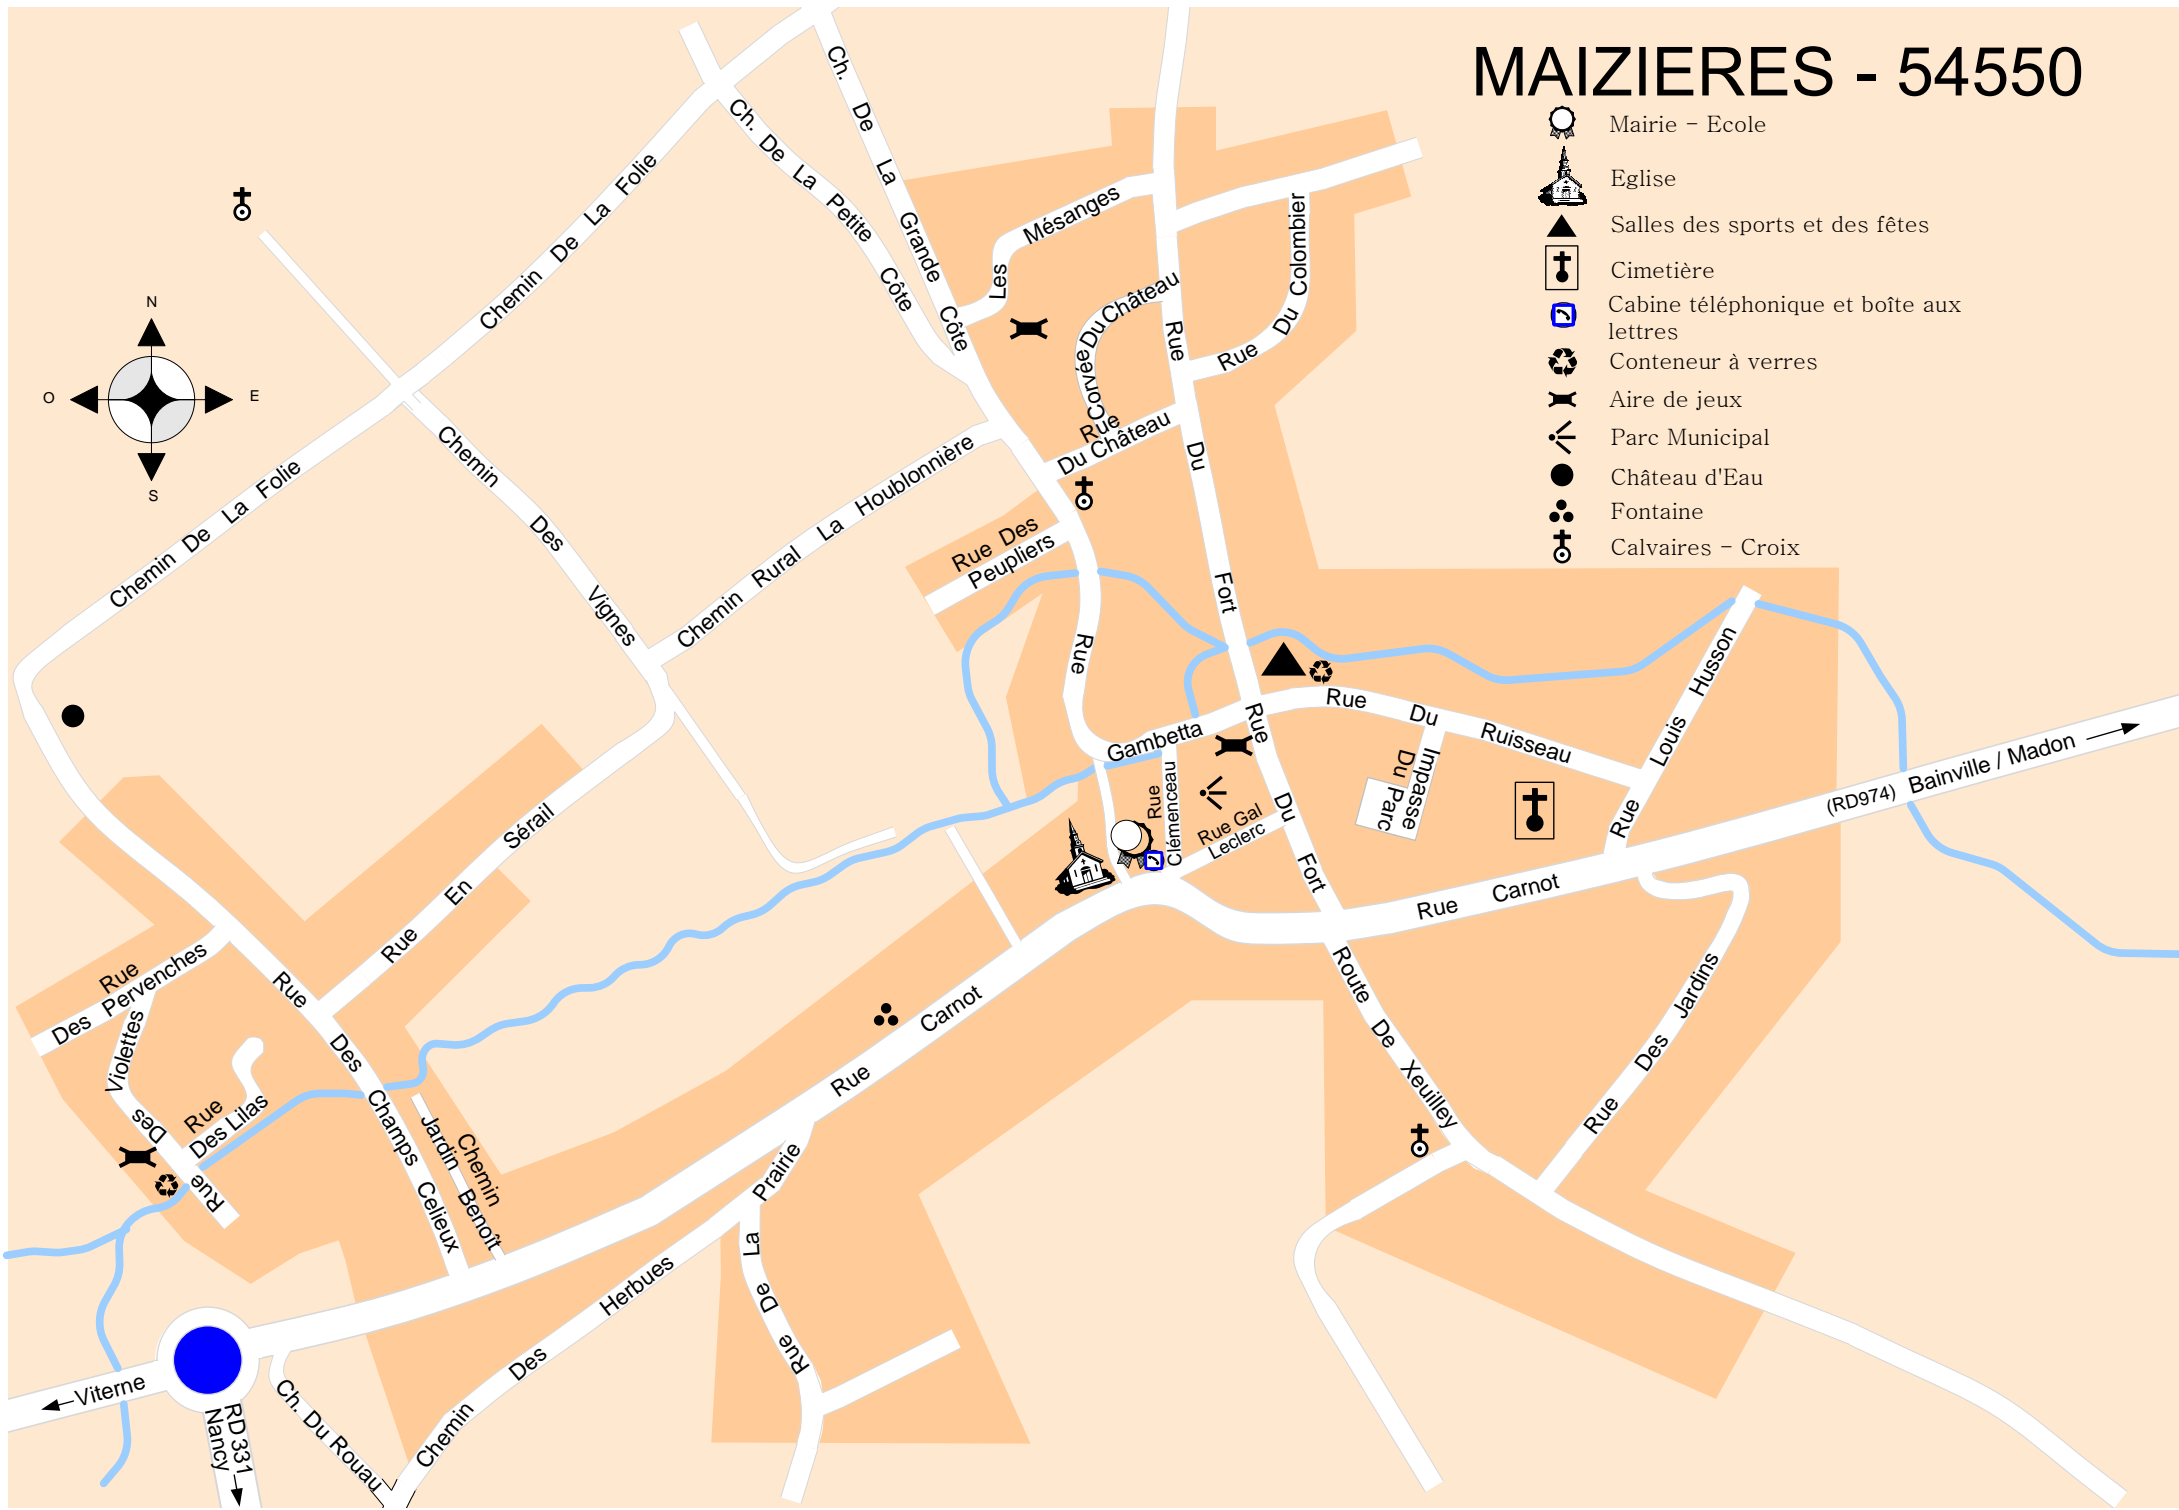 MAIZIERES - 54550
Mairie - Ecole
Eglise
Salles des sports et des fêtes
Cimetière
Cabine téléphonique et boîte aux
lettres
Conteneur à verres
Aire de jeux
Parc Municipal
Château d'Eau
Fontaine
Calvaires - Croix
N
O
E
S
Chemin De La Folie
Chemin De La Folie
Ch. De La Petite Côte
Ch. De La Grande Côte
Les Mésanges
Rue Corvée Du Château
Rue Du Colombier
Du Château
Rue Du Fort
Chemin Des Vignes
Chemin Rural La Houblonnière
Rue Des
Peupliers
Rue Gambetta
Rue Du Ruisseau
Impasse
Du Parc
Rue Louis Husson
(RD974) Bainville / Madon
Rue
Clémenceau
Rue Gal
Leclerc
Rue Du Fort
Rue Carnot
Rue En Sérail
Rue
Des Pervenches
Rue Des Violettes
Rue
Des Lilas
Rue Des Champs Celieux
Chemin
Jardin Benoît
Rue Carnot
Route De Xeuilley
Rue Des Jardins
Rue De La Prairie
Chemin Des Herbues
Ch. Du Rouau
Viterne
RD331
Nancy